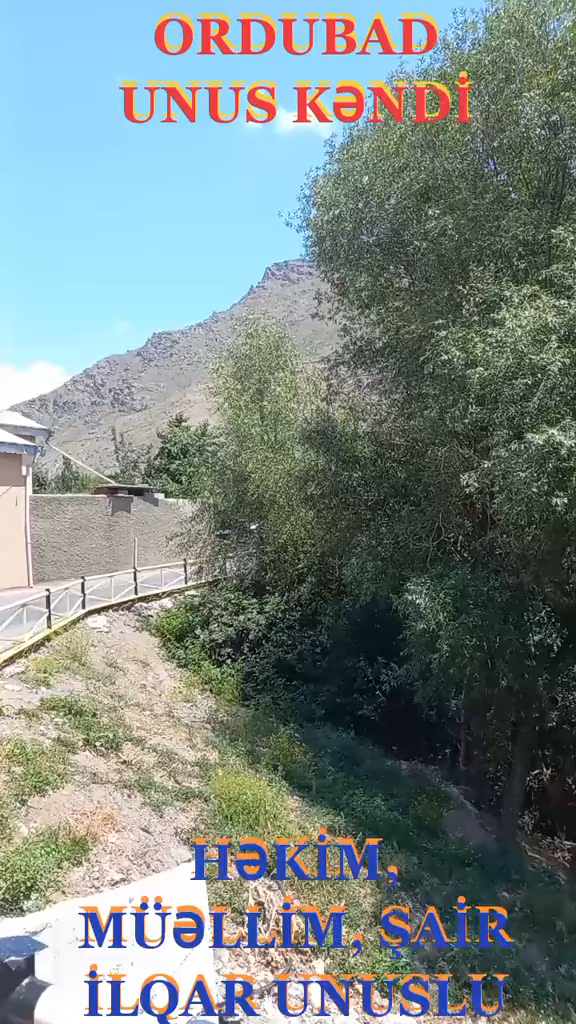 ORDUBAD
UNUS KƏNDİ
HƏKİM,
MÜƏLLİM, ŞAİR
İLQAR UNUSLU